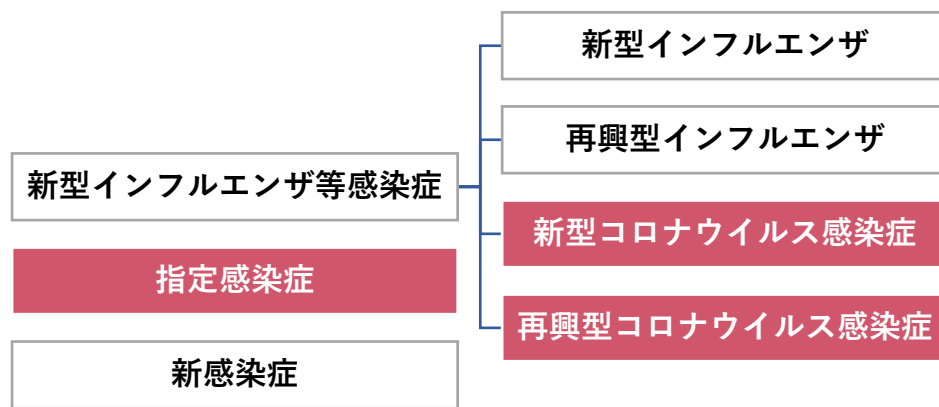 新型インフルエンザ等感染症
指定感染症
新感染症
新型インフルエンザ
再興型インフルエンザ
新型コロナウイルス感染症
再興型コロナウイルス感染症